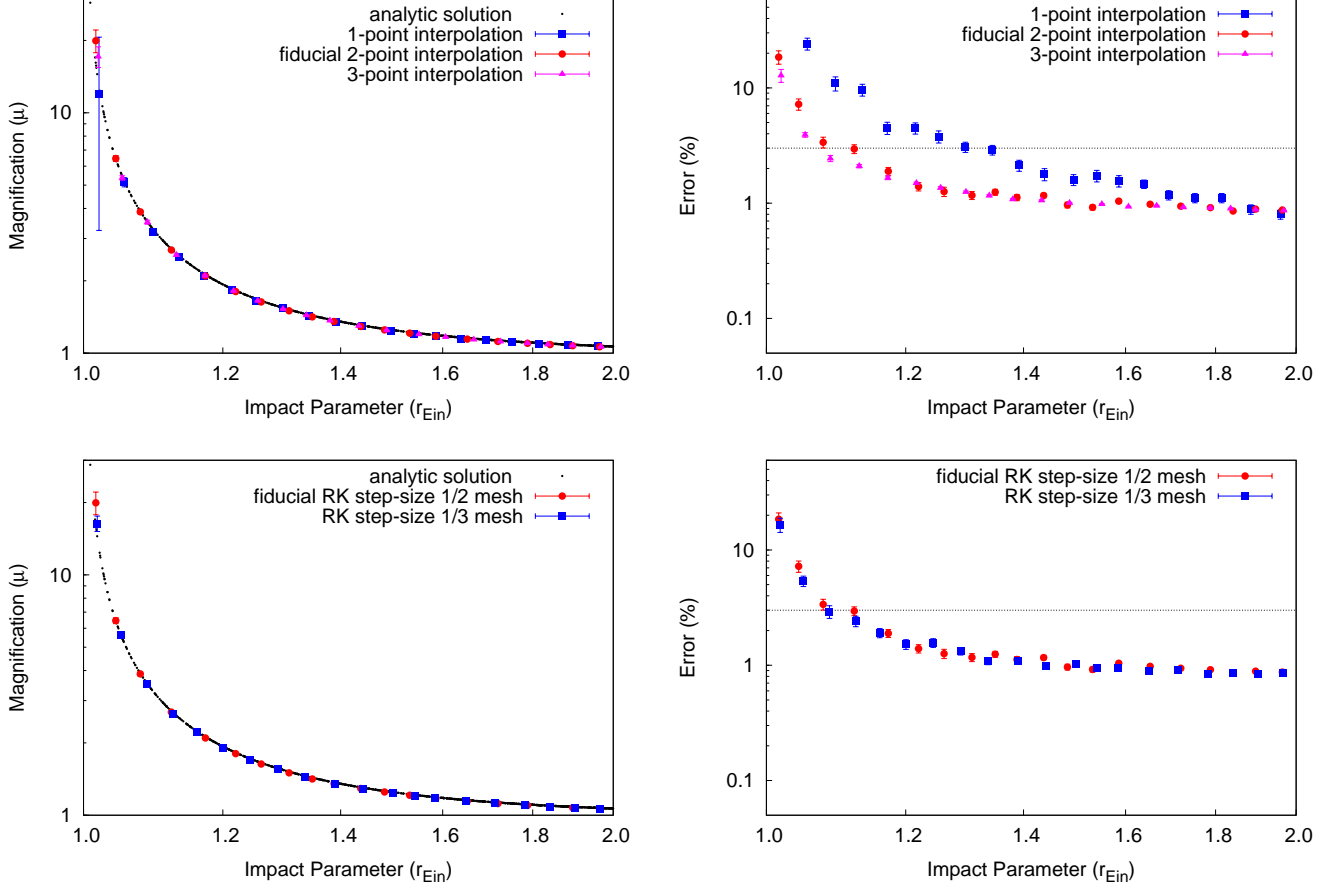 analytic solution
1-point interpolation
fiducial 2-point interpolation
3-point interpolation
10
1
Magnification (μ)
1.0 1.2 1.4 1.6 1.8 2.0
Impact Parameter (rEin)
1-point interpolation
fiducial 2-point interpolation
3-point interpolation
10
1
0.1
Error (%)
1.0 1.2 1.4 1.6 1.8 2.0
Impact Parameter (rEin)
analytic solution
fiducial RK step-size 1/2 mesh
RK step-size 1/3 mesh
10
1
Magnification (μ)
1.0 1.2 1.4 1.6 1.8 2.0
Impact Parameter (rEin)
fiducial RK step-size 1/2 mesh
RK step-size 1/3 mesh
10
1
0.1
Error (%)
1.0 1.2 1.4 1.6 1.8 2.0
Impact Parameter (rEin)